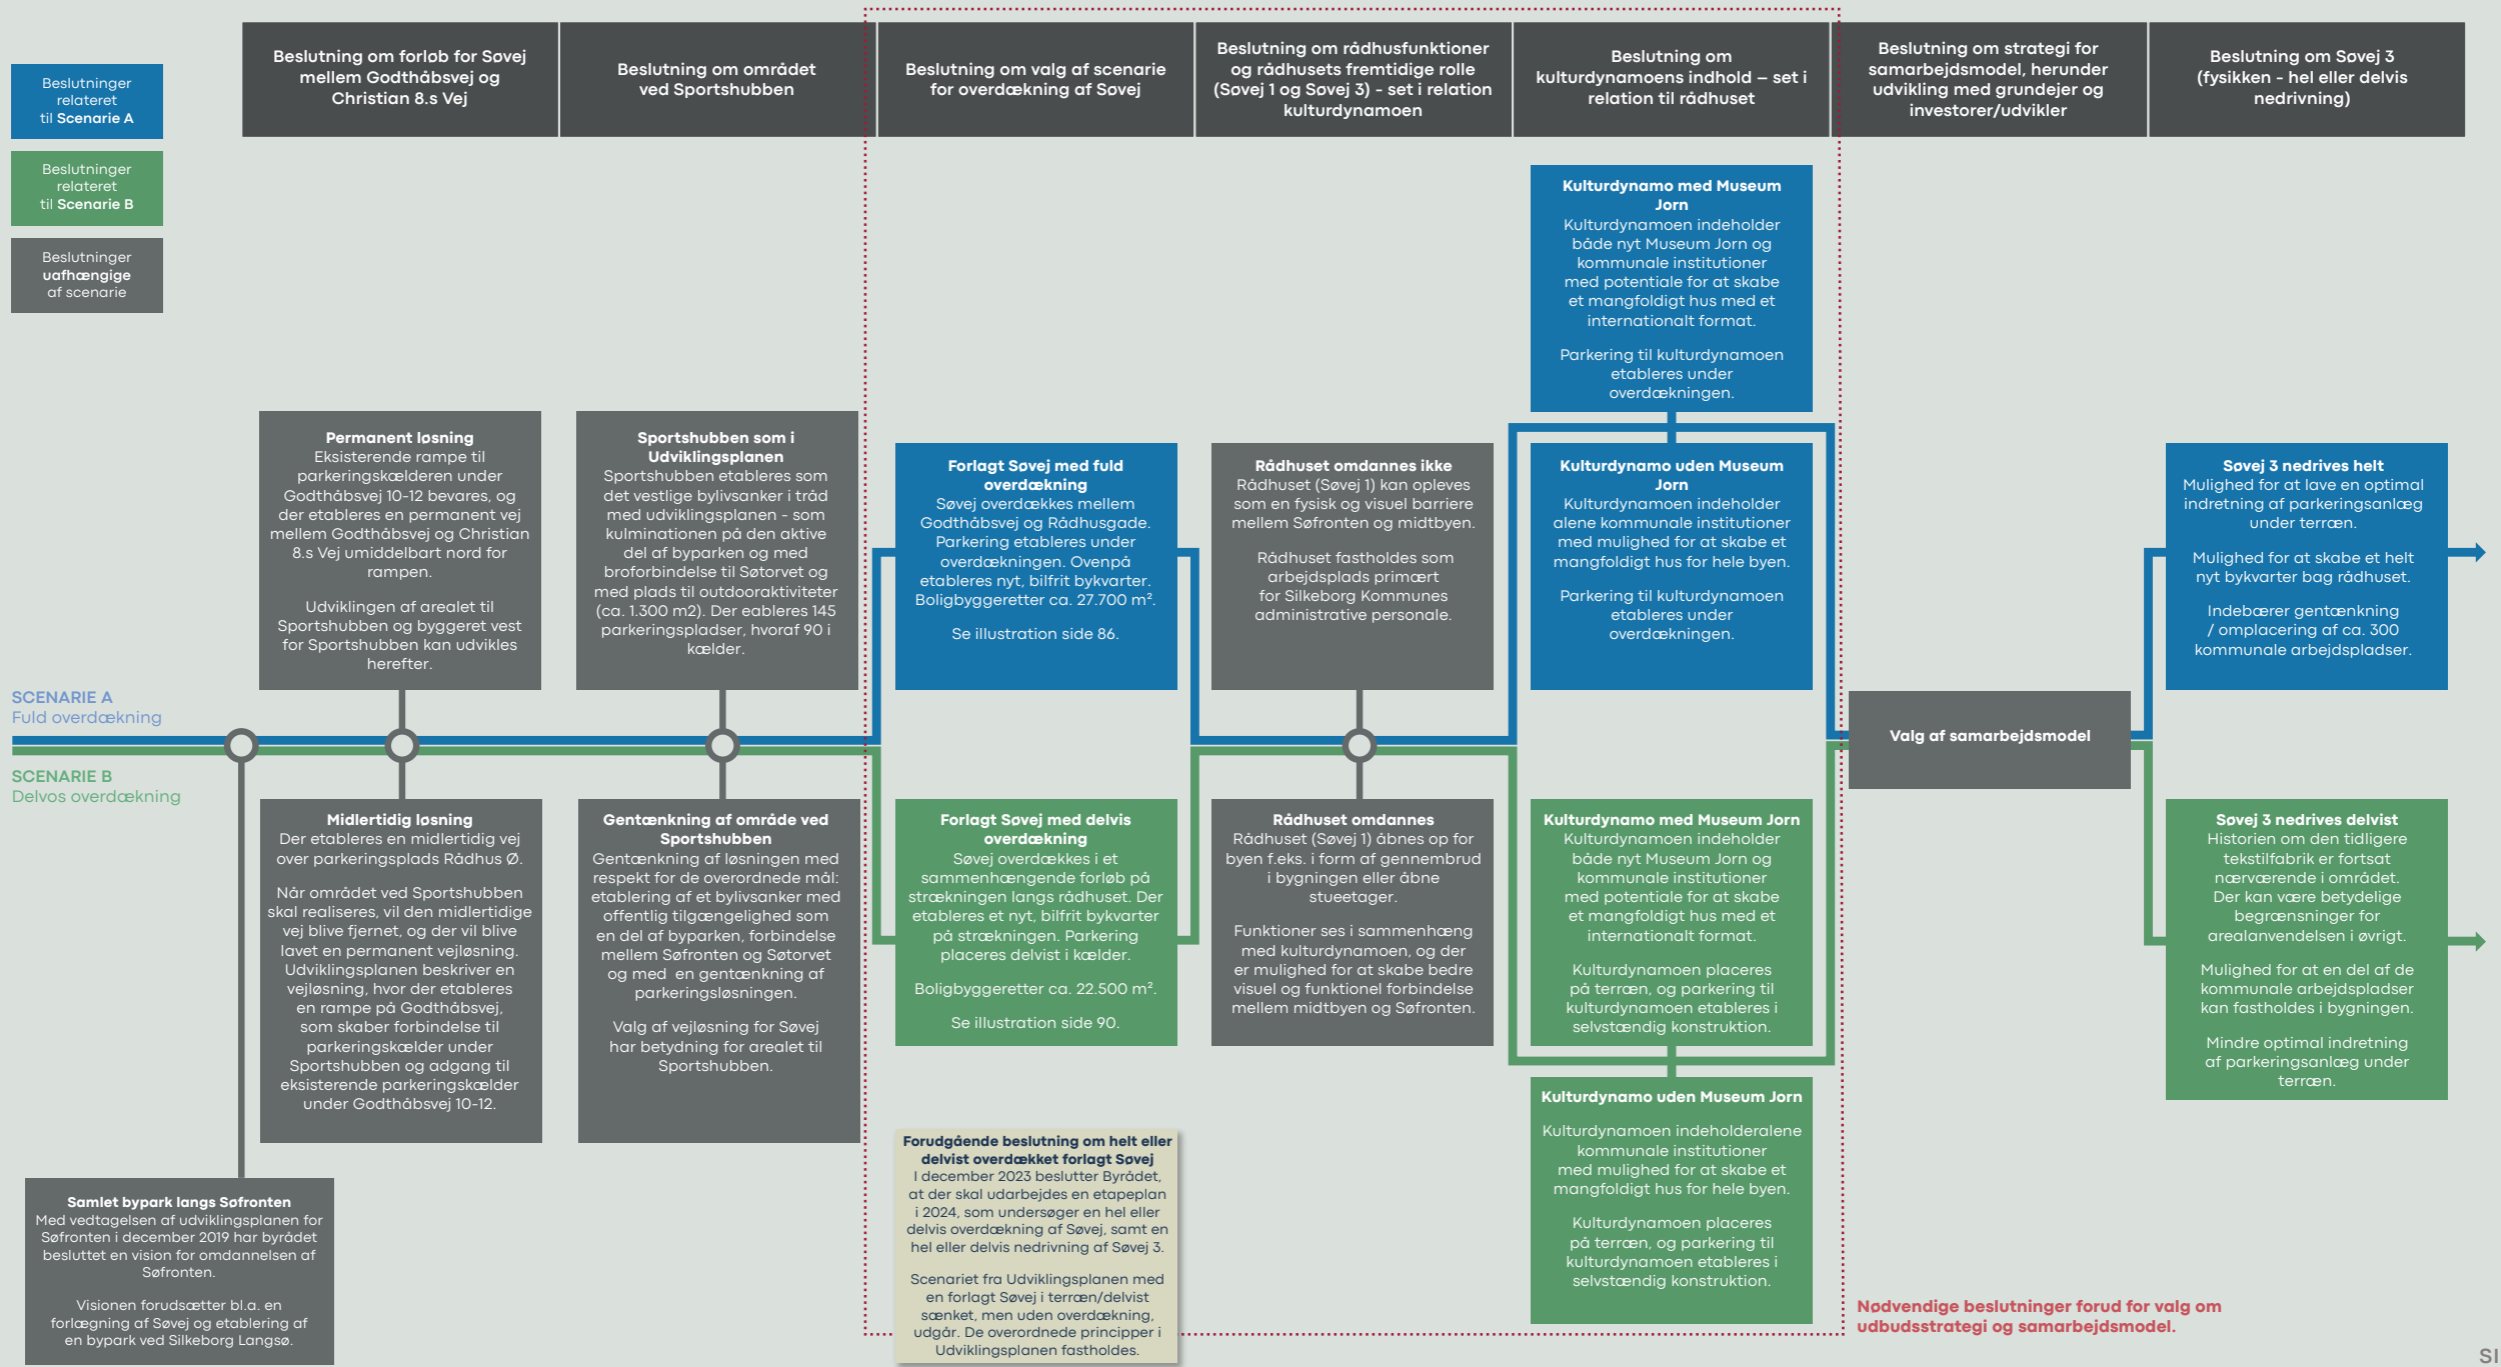 Beslutning om forløb for Søvej
mellem Godthåbsvej og
Christian 8.s Vej
Beslutning om området
ved Sportshubben
Beslutning om valg af scenarie
for overdækning af Søvej
Beslutning om rådhusfunktioner
og rådhusets fremtidige rolle
(Søvej 1 og Søvej 3) - set i relation
kulturdynamoen
Beslutning om
kulturdynamoens indhold – set i
relation til rådhuset
Beslutning om strategi for
samarbejdsmodel, herunder
udvikling med grundejer og
investorer/udvikler
Beslutning om Søvej 3
(fysikken - hel eller delvis
nedrivning)
Beslutninger
relateret
til Scenarie A
Beslutninger
relateret
til Scenarie B
Beslutninger
uafhængige
af scenarie
SCENARIE A
Fuld overdækning
SCENARIE B
Delvos overdækning
Samlet bypark langs Søfronten
Med vedtagelsen af udviklingsplanen for
Søfronten i december 2019 har byrådet
besluttet en vision for omdannelsen af
Søfronten.
Visionen forudsætter bl.a. en
forlægning af Søvej og etablering af
en bypark ved Silkeborg Langsø.
Permanent løsning
Eksisterende rampe til
parkeringskælderen under
Godthåbsvej 10-12 bevares, og
der etableres en permanent vej
mellem Godthåbsvej og Christian
8.s Vej umiddelbart nord for
rampen.
Udviklingen af arealet til
Sportshubben og byggeret vest
for Sportshubben kan udvikles
herefter.
Midlertidig løsning
Der etableres en midlertidig vej
over parkeringsplads Rådhus Ø.
Når området ved Sportshubben
skal realiseres, vil den midlertidige
vej blive fjernet, og der vil blive
lavet en permanent vejløsning.
Udviklingsplanen beskriver en
vejløsning, hvor der etableres
en rampe på Godthåbsvej,
som skaber forbindelse til
parkeringskælder under
Sportshubben og adgang til
eksisterende parkeringskælder
under Godthåbsvej 10-12.
Sportshubben som i
Udviklingsplanen
Sportshubben etableres som
det vestlige bylivsanker i tråd
med udviklingsplanen - som
kulminationen på den aktive
del af byparken og med
broforbindelse til Søtorvet og
med plads til outdooraktiviteter
(ca. 1.300 m2). Der eableres 145
parkeringspladser, hvoraf 90 i
kælder.
Gentænkning af område ved
Sportshubben
Gentænkning af løsningen med
respekt for de overordnede mål:
etablering af et bylivsanker med
offentlig tilgængelighed som
en del af byparken, forbindelse
mellem Søfronten og Søtorvet
og med  en gentænkning af
parkeringsløsningen.
Valg af vejløsning for Søvej
har betydning for arealet til
Sportshubben.
Forlagt Søvej med fuld
overdækning
Søvej overdækkes mellem
Godthåbsvej og Rådhusgade.
Parkering etableres under
overdækningen. Ovenpå
etableres nyt, bilfrit bykvarter.
Boligbyggeretter ca. 27.700 m².
Se illustration side 86.
Forlagt Søvej med delvis
overdækning
Søvej overdækkes i et
sammenhængende forløb på
strækningen langs rådhuset. Der
etableres et nyt, bilfrit bykvarter
på strækningen. Parkering
placeres delvist i kælder.
Boligbyggeretter ca. 22.500 m².
Se illustration side 90.
Forudgående beslutning om helt eller
delvist overdækket forlagt Søvej
I december 2023 beslutter Byrådet,
at der skal udarbejdes en etapeplan
i 2024, som undersøger en hel eller
delvis overdækning af Søvej, samt en
hel eller delvis nedrivning af Søvej 3.
Scenariet fra Udviklingsplanen med
en forlagt Søvej i terræn/delvist
sænket, men uden overdækning,
udgår. De overordnede principper i
Udviklingsplanen fastholdes.
Rådhuset omdannes ikke
Rådhuset (Søvej 1) kan opleves
som en fysisk og visuel barriere
mellem Søfronten og midtbyen.
Rådhuset fastholdes som
arbejdsplads primært
for Silkeborg Kommunes
administrative personale.
Rådhuset omdannes
Rådhuset (Søvej 1) åbnes op for
byen f.eks. i form af gennembrud
i bygningen eller åbne
stueetager.
Funktioner ses i sammenhæng
med kulturdynamoen, og der
er mulighed for at skabe bedre
visuel og funktionel forbindelse
mellem midtbyen og Søfronten.
Kulturdynamo med Museum
Jorn
Kulturdynamoen indeholder
både nyt Museum Jorn og
kommunale institutioner
med potentiale for at skabe
et mangfoldigt hus med et
internationalt format.
Parkering til kulturdynamoen
etableres under
overdækningen.
Kulturdynamo uden Museum
Jorn
Kulturdynamoen indeholder
alene kommunale institutioner
med mulighed for at skabe et
mangfoldigt hus for hele byen.
Parkering til kulturdynamoen
etableres under
overdækningen.
Kulturdynamo med Museum Jorn
Kulturdynamoen indeholder
både nyt Museum Jorn og
kommunale institutioner
med potentiale for at skabe
et mangfoldigt hus med et
internationalt format.
Kulturdynamoen placeres
på terræn, og parkering til
kulturdynamoen etableres i
selvstændig konstruktion.
Kulturdynamo uden Museum Jorn
Kulturdynamoen indeholderalene
kommunale institutioner
med mulighed for at skabe et
mangfoldigt hus for hele byen.
Kulturdynamoen placeres
på terræn, og parkering til
kulturdynamoen etableres i
selvstændig konstruktion.
Valg af samarbejdsmodel
Søvej 3 nedrives helt
Mulighed for at lave en optimal
indretning af parkeringsanlæg
under terræn.
Mulighed for at skabe et helt
nyt bykvarter bag rådhuset.
Indebærer gentænkning
/ omplacering af ca. 300
kommunale arbejdspladser.
Søvej 3 nedrives delvist
Historien om den tidligere
tekstilfabrik er fortsat
nærværende i området.
Der kan være betydelige
begrænsninger for
arealanvendelsen i øvrigt.
Mulighed for at en del af de
kommunale arbejdspladser
kan fastholdes i bygningen.
Mindre optimal indretning
af parkeringsanlæg under
terræn.
Nødvendige beslutninger forud for valg om
udbudsstrategi og samarbejdsmodel.
SI